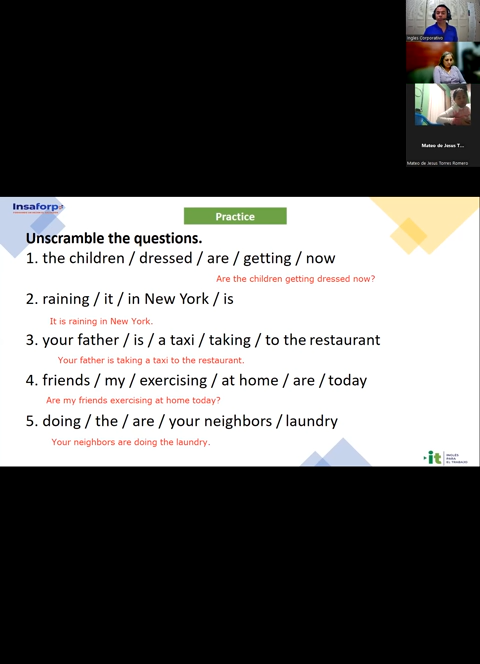 Ingles Corporativo
Mateo de Jesus T...
Mateo de Jesus Torres Romero
Insaforp
Practice
Unscramble the questions.
1. the children / dressed / are / getting / now
Are the children getting dressed now?
2. raining / it / in New York / is
It is raining in New York.
3. your father / is / a taxi / taking / to the restaurant
Your father is taking a taxi to the restaurant.
4. friends / my / exercising / at home / are / today
Are my friends exercising at home today?
5. doing / the / are / your neighbors / laundry
Your neighbors are doing the laundry.
it
INGLÉS
PARA
EL TRABAJO